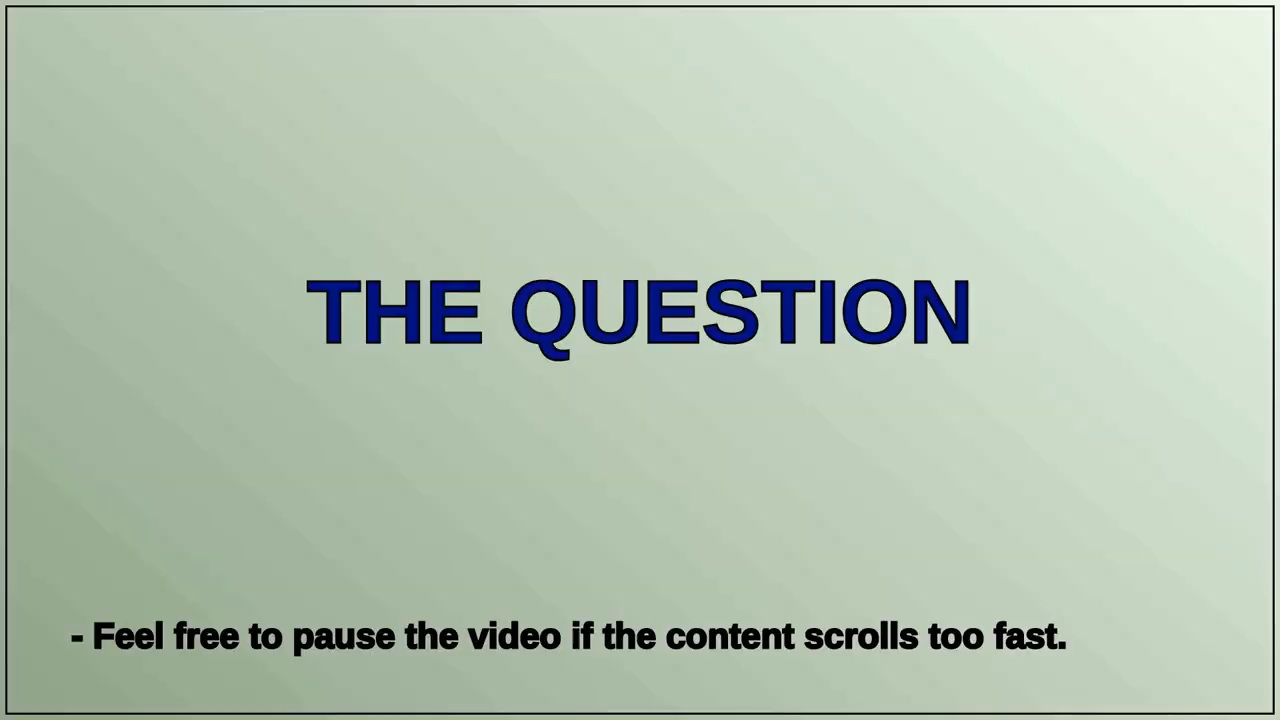 THE QUESTION
- Feel free to pause the video if the content scrolls too fast.